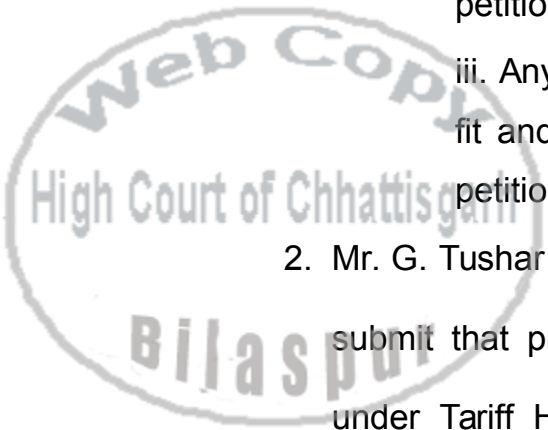 petitio
Web Copy
iii. Any
fit and
High Court of Chhattisgarh
petitio
2. Mr. G. Tushar
Bilaspur
submit that p
under Tariff H